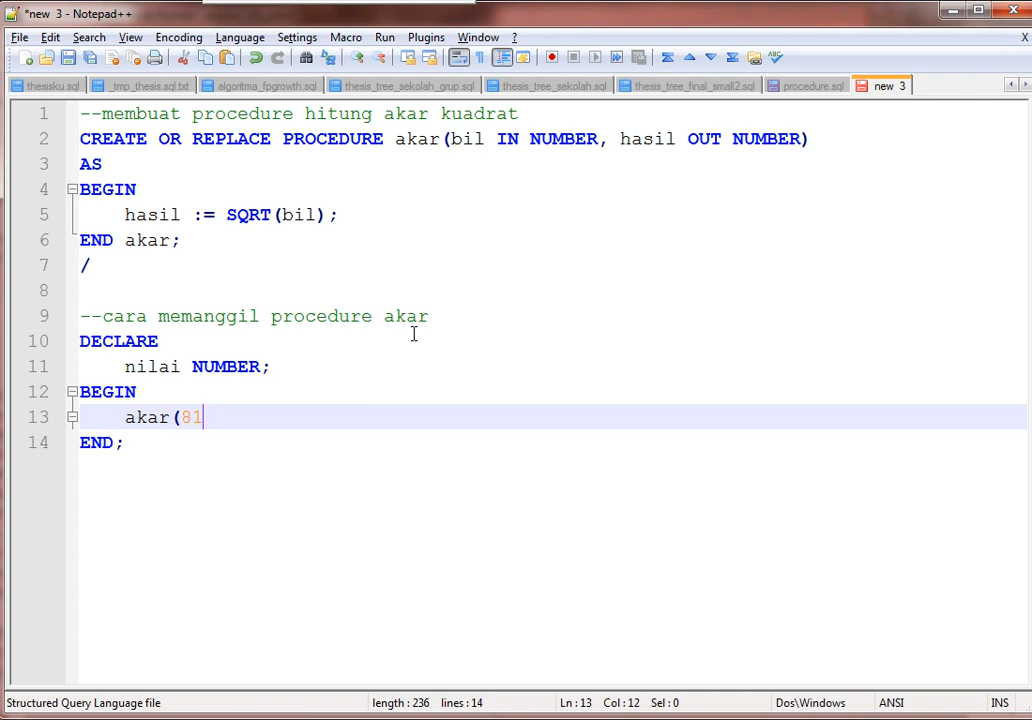 *new 3 - Notepad++
File Edit Search View Encoding Language Settings Macro Run Plugins Window ? X
thesisku.sql _tmp_thesis.sql.txt algoritma_fpgrowth.sql thesis_tree_sekolah_grup.sql thesis_tree_sekolah.sql thesis_tree_final_small2.sql procedure.sql new 3
1 --membuat procedure hitung akar kuadrat
2 CREATE OR REPLACE PROCEDURE akar(bil IN NUMBER, hasil OUT NUMBER)
3 AS
4 BEGIN
5 hasil := SQRT(bil);
6 END akar;
7 /
8
9 --cara memanggil procedure akar
10 DECLARE
11 nilai NUMBER;
12 BEGIN
13 akar(81
14 END;
Structured Query Language file length : 236 lines : 14 Ln : 13 Col : 12 Sel : 0 Dos\Windows ANSI INS